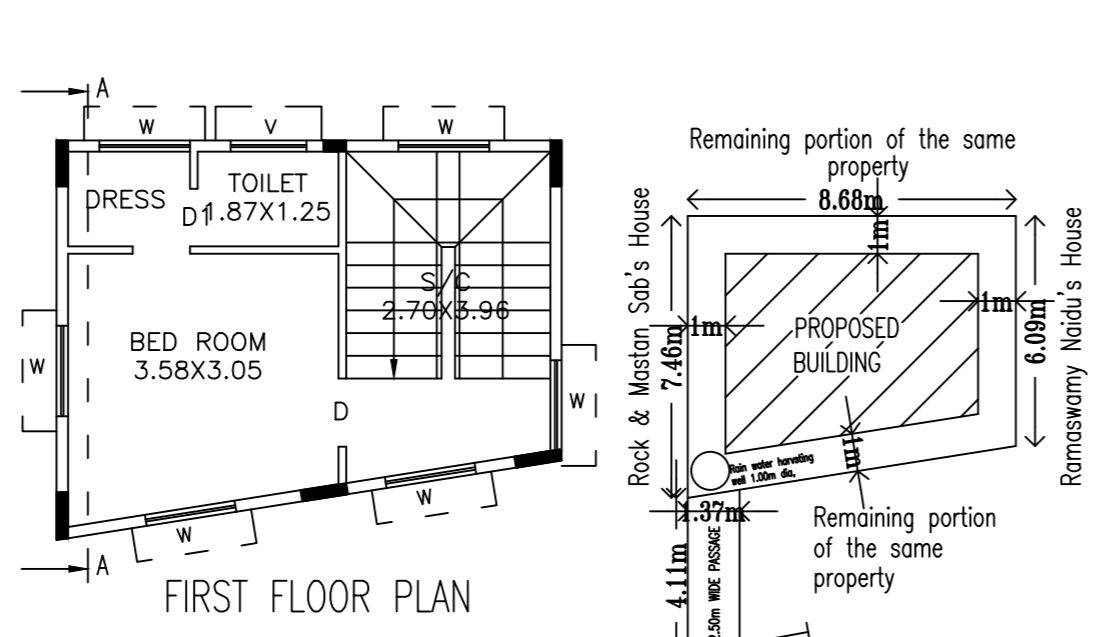 A
W
V
W
DRESS
TOILET
D1
1.87X1.25
S/C
2.70X3.96
BED ROOM
3.58X3.05
W
W
D
W
W
A
FIRST FLOOR PLAN
Remaining portion of the same
property
8.68m
1m
Rock & Mastan Sab's House
7.46m
1m
PROPOSED
BUILDING
1m
6.09m
Ramaswamy Naidu's House
1m
Rain water harvsting
well 1.00m dia,
1.37m
4.11m
2.50m WIDE PASSAGE
Remaining portion
of the same
property